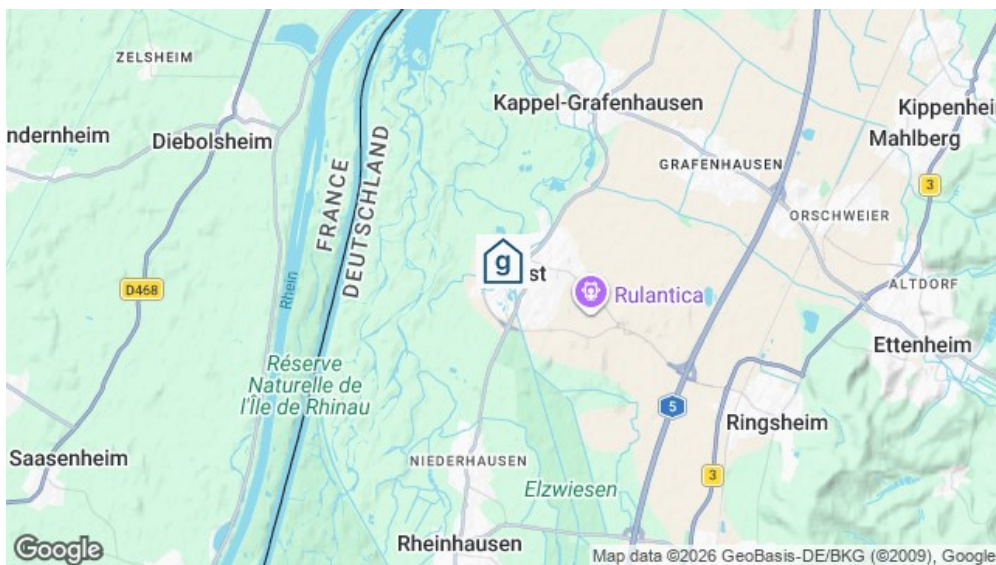 ZELSHEIM
Kappel-Grafenhausen
Kippenhei
ndernheim
Diebolsheim
Mahlberg
GRAFENHAUSEN
3
FRANCE
DEUTSCHLAND
ORSCHWEIER
g
st
Rhein
D468
Rulantica
ALTDORF
Ettenheim
Réserve
Naturelle de
l'Île de Rhinau
5
Ringsheim
Saasenheim
NIEDERHAUSEN
3
Elzwiesen
Rheinhausen
Google
Map data ©2026 GeoBasis-DE/BKG (©2009), Google